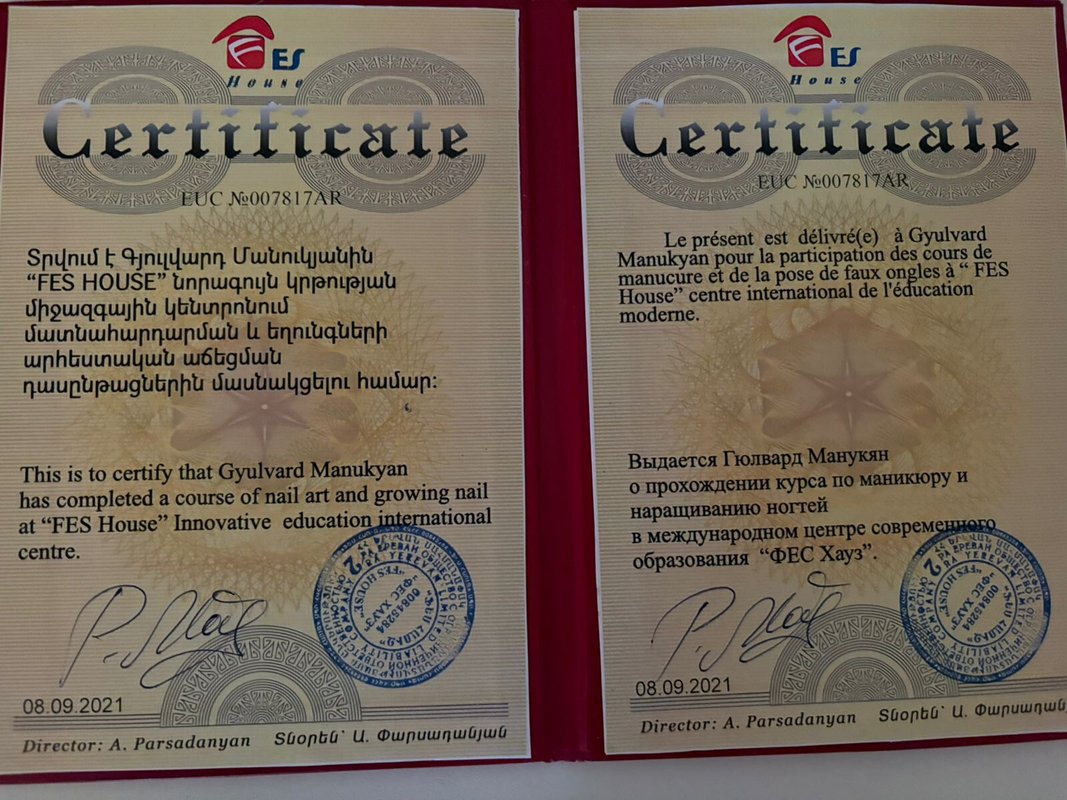 FES
House
Certificate
EUC №007817AR
Տրվում է Գյուլվարդ Մանուկյանին
“FES HOUSE” նորագույն կրթության
միջազգային կենտրոնում
մատնահարդարման և եղունգների
արհեստական աճեցման
դասընթացներին մասնակցելու համար:
This is to certify that Gyulvard Manukyan
has completed a course of nail art and growing nail
at “FES House” Innovative education international
centre.
08.09.2021
Director: A. Parsadanyan Տնօրեն՝ Ա. Փարսադանյան
FES
House
Certificate
EUC №007817AR
Le présent est délivré(e) à Gyulvard
Manukyan pour la participation des cours de
manucure et de la pose de faux ongles à “ FES
House” centre international de l'éducation
moderne.
Выдается Гюлвард Манукян
о прохождении курса по маникюру и
наращиванию ногтей
в международном центре современного
образования “ФЕС Хауз”.
08.09.2021
Director: A. Parsadanyan Տնօրեն՝ Ա. Փարսադանյ